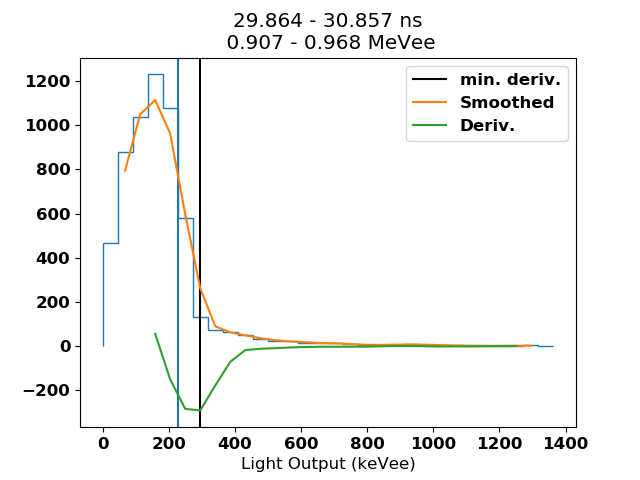 29.864 - 30.857 ns
0.907 - 0.968 MeVee
min. deriv.
Smoothed
Deriv.
1200
1000
800
600
400
200
0
−200
0 200 400 600 800 1000 1200 1400
Light Output (keVee)